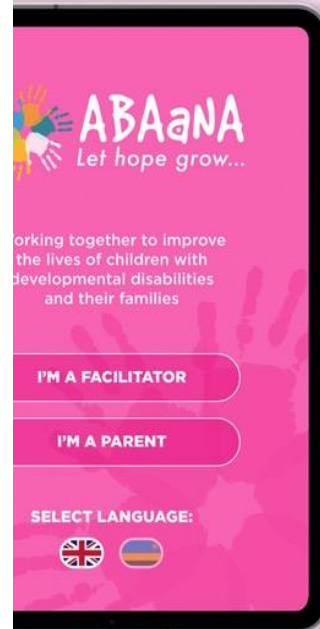 ABAaNA
Let hope grow...
orking together to improve
the lives of children with
developmental disabilities
and their families
I'M A FACILITATOR
I'M A PARENT
SELECT LANGUAGE: